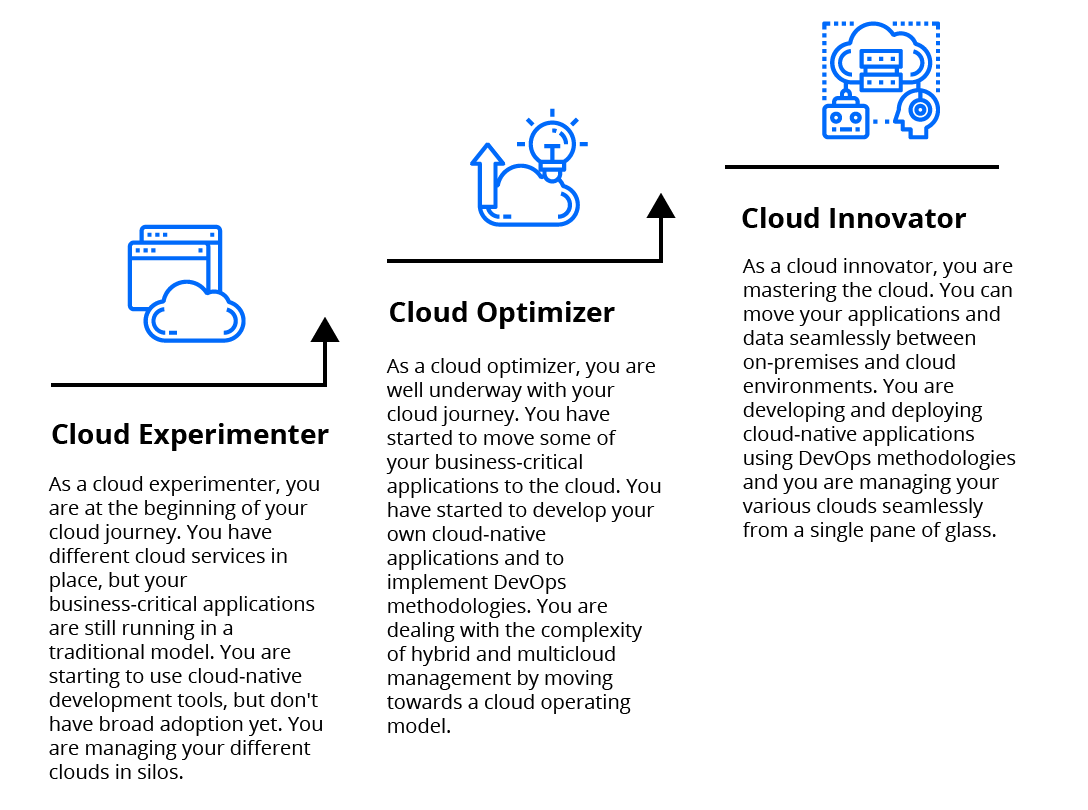 Cloud Experimenter
As a cloud experimenter, you
are at the beginning of your
cloud journey. You have
different cloud services in
place, but your
business-critical applications
are still running in a
traditional model. You are
starting to use cloud-native
development tools, but don't
have broad adoption yet. You
are managing your different
clouds in silos.
Cloud Optimizer
As a cloud optimizer, you are
well underway with your
cloud journey. You have
started to move some of
your business-critical
applications to the cloud. You
have started to develop your
own cloud-native
applications and to
implement DevOps
methodologies. You are
dealing with the complexity
of hybrid and multicloud
management by moving
towards a cloud operating
model.
Cloud Innovator
As a cloud innovator, you are
mastering the cloud. You can
move your applications and
data seamlessly between
on-premises and cloud
environments. You are
developing and deploying
cloud-native applications
using DevOps methodologies
and you are managing your
various clouds seamlessly
from a single pane of glass.